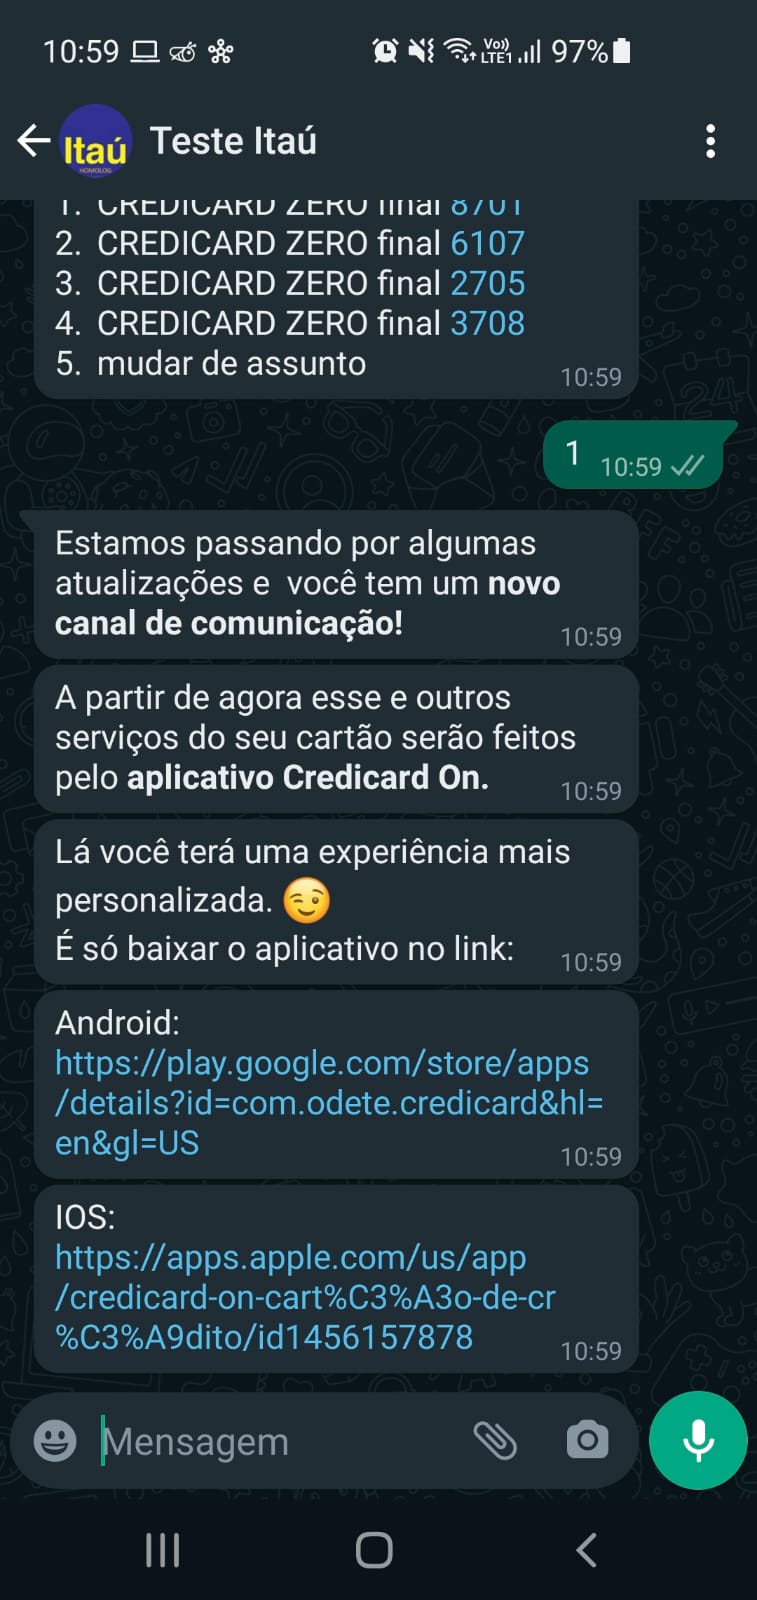 10:59
Vo))
LTE1
97%
Itaú
HOMOLOG
Teste Itaú
1. CREDICARD ZERO final 8701
2. CREDICARD ZERO final 6107
3. CREDICARD ZERO final 2705
4. CREDICARD ZERO final 3708
5. mudar de assunto
10:59
1
10:59
Estamos passando por algumas
atualizações e  você tem um novo
canal de comunicação!
10:59
A partir de agora esse e outros
serviços do seu cartão serão feitos
pelo aplicativo Credicard On.
10:59
Lá você terá uma experiência mais
personalizada. 😉
É só baixar o aplicativo no link:
10:59
Android:
https://play.google.com/store/apps
/details?id=com.odete.credicard&hl=
en&gl=US
10:59
IOS:
https://apps.apple.com/us/app
/credicard-on-cart%C3%A3o-de-cr
%C3%A9dito/id1456157878
10:59
Mensagem